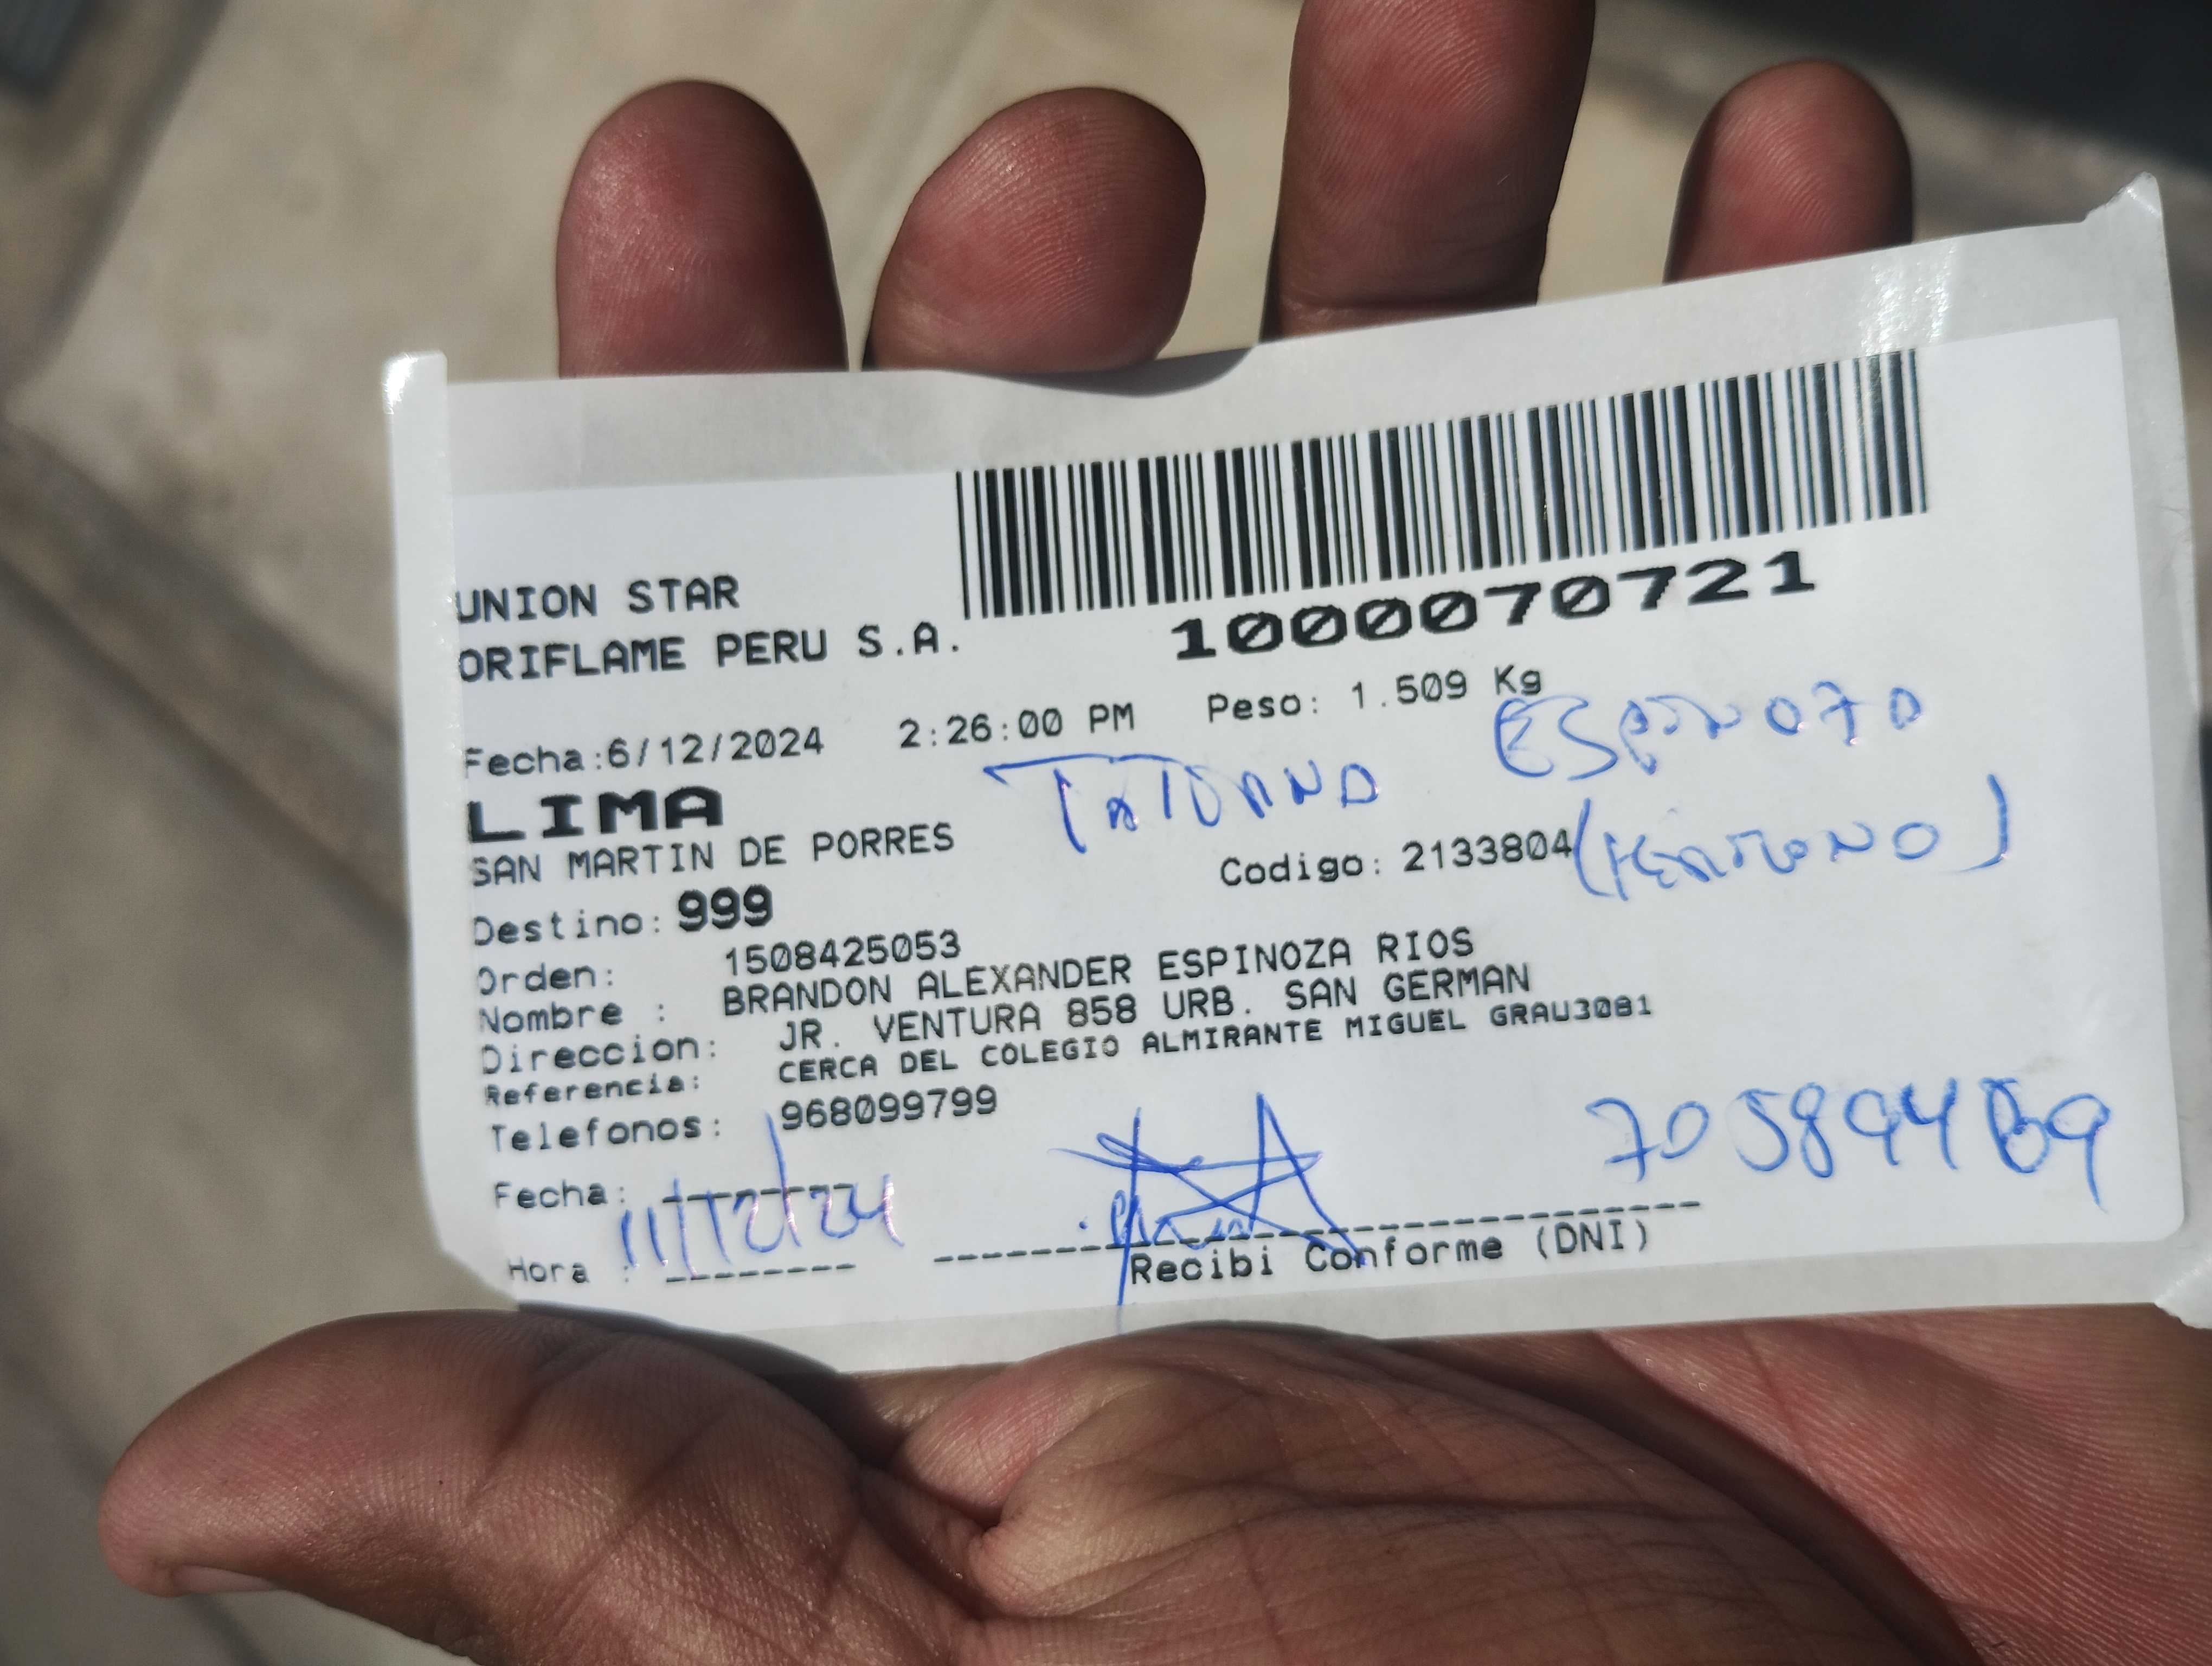 1000070721
UNION STAR
ORIFLAME PERU S.A.
Fecha:6/12/2024 2:26:00 PM Peso: 1.509 Kg
LIMA
SAN MARTIN DE PORRES
ESPINOZA
Codigo: 2133804 (HERMANO)
Destino: 999
Orden: 1508425053
Nombre : BRANDON ALEXANDER ESPINOZA RIOS
Direccion: JR. VENTURA 858 URB. SAN GERMAN
Referencia: CERCA DEL COLEGIO ALMIRANTE MIGUEL GRAU3081
Telefonos: 968099799
Fecha: 11/12/24
Hora :
Recibi Conforme (DNI)